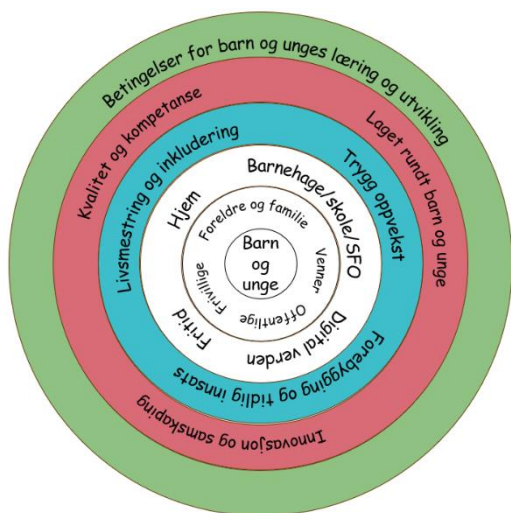 Betingelser for barn og unges læring og utvikling
Kvalitet og kompetanse
Laget rundt barn og unge
Innovasjon og samskaping
Livsmestring og inkludering
Trygg oppvekst
Forebygging og tidlig innsats
Hjem
Barnehage/skole/SFO
Digital verden
Fritid
Foreldre og familie
Venner
Offentlige
Frivillige
Barn
og
unge